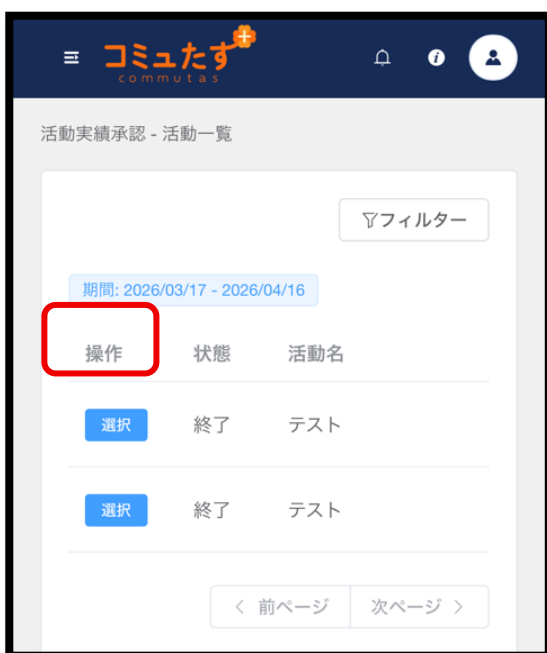 コミュたす
commutas
活動実績承認 - 活動一覧
フィルター
期間: 2026/03/17 - 2026/04/16
操作 状態 活動名
選択 終了 テスト
選択 終了 テスト
前ページ 次ページ